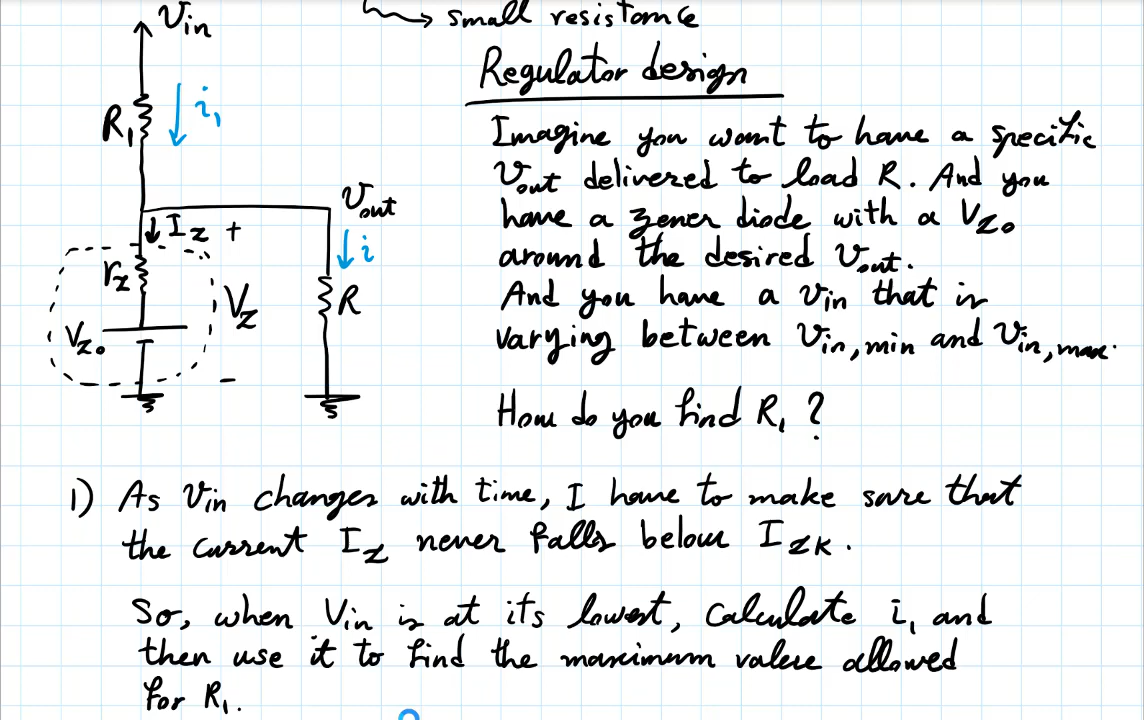 Vin
small resistance
Regulator design
R1
i1
Imagine you want to have a specific
Vout delivered to load R. And you
have a zener diode with a Vzo
around the desired Vout.
And you have a Vin that is
varying between Vin,min and Vin,max.
How do you find R1 ?
Vout
Iz +
i
rz
Vz
R
Vzo
−
1) As Vin changes with time, I have to make sure that
the current Iz never falls below Izk.
So, when Vin is at its lowest, calculate i1 and
then use it to find the maximum value allowed
for R1.